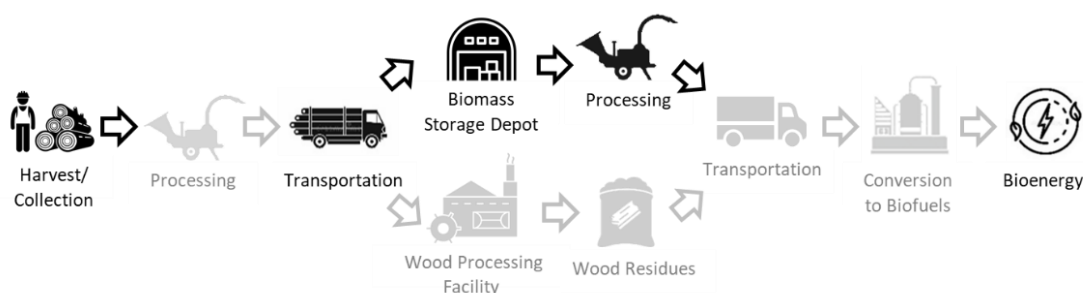 Harvest/
Collection
Processing
Transportation
Biomass
Storage Depot
Processing
Wood Processing
Facility
Wood Residues
Transportation
Conversion
to Biofuels
Bioenergy